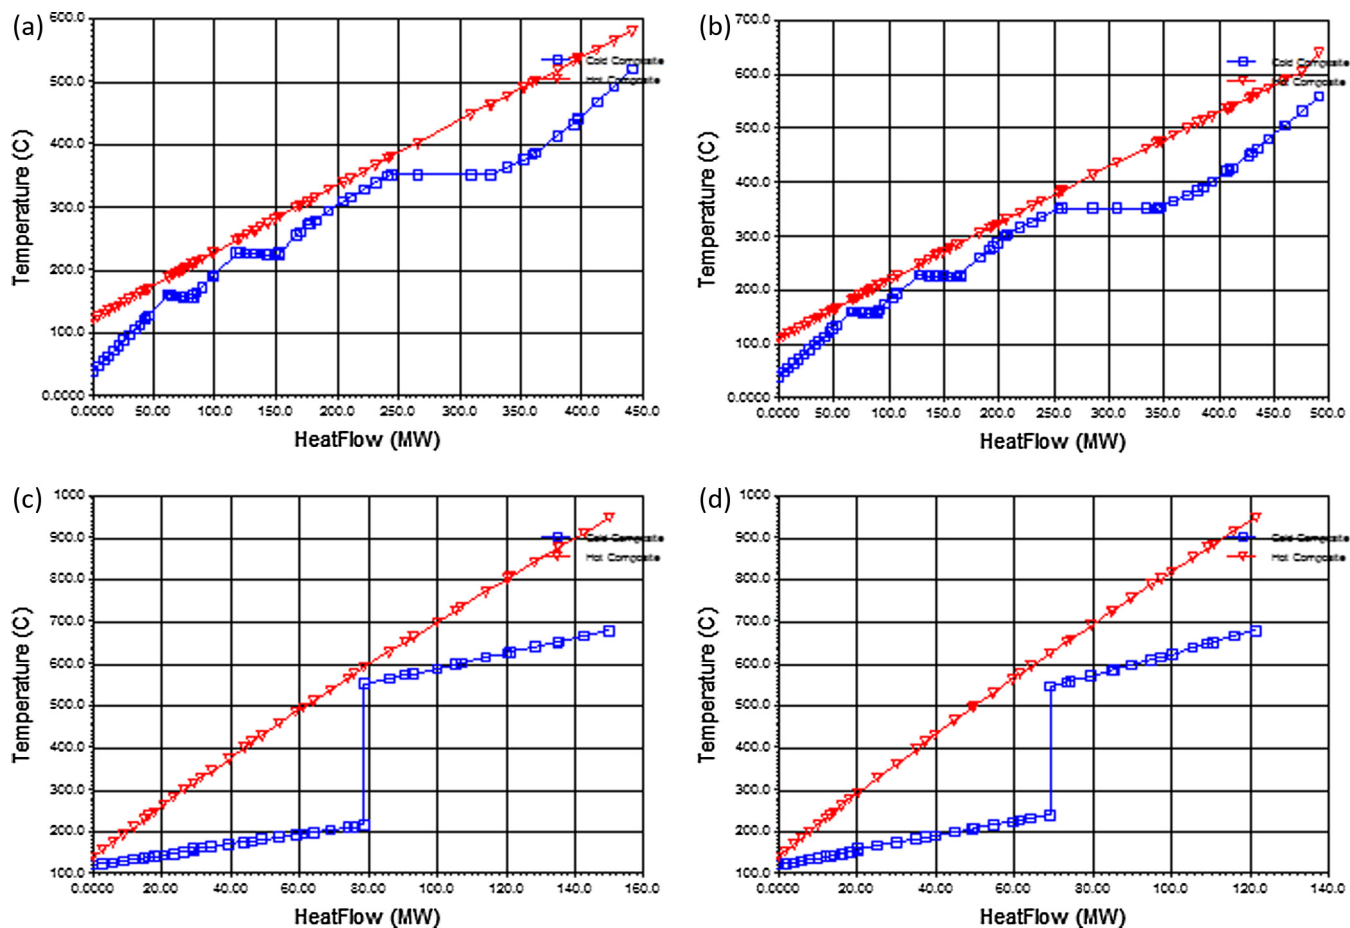 (a)
600.0
500.0
400.0
300.0
200.0
100.0
0.0000
Temperature (C)
Cold Composite
Hot Composite
0.0000 50.00 100.0 150.0 200.0 250.0 300.0 350.0 400.0 450.0
HeatFlow (MW)
(b)
700.0
600.0
500.0
400.0
300.0
200.0
100.0
0.0000
Temperature (C)
Cold Composite
Hot Composite
0.0000 50.00 100.0 150.0 200.0 250.0 300.0 350.0 400.0 450.0 500.0
HeatFlow (MW)
(c)
1000
900.0
800.0
700.0
600.0
500.0
400.0
300.0
200.0
100.0
Temperature (C)
Cold Composite
Hot Composite
0.0000 20.00 40.00 60.00 80.00 100.0 120.0 140.0 160.0
HeatFlow (MW)
(d)
1000
900.0
800.0
700.0
600.0
500.0
400.0
300.0
200.0
100.0
Temperature (C)
Cold Composite
Hot Composite
0.0000 20.00 40.00 60.00 80.00 100.0 120.0 140.0
HeatFlow (MW)